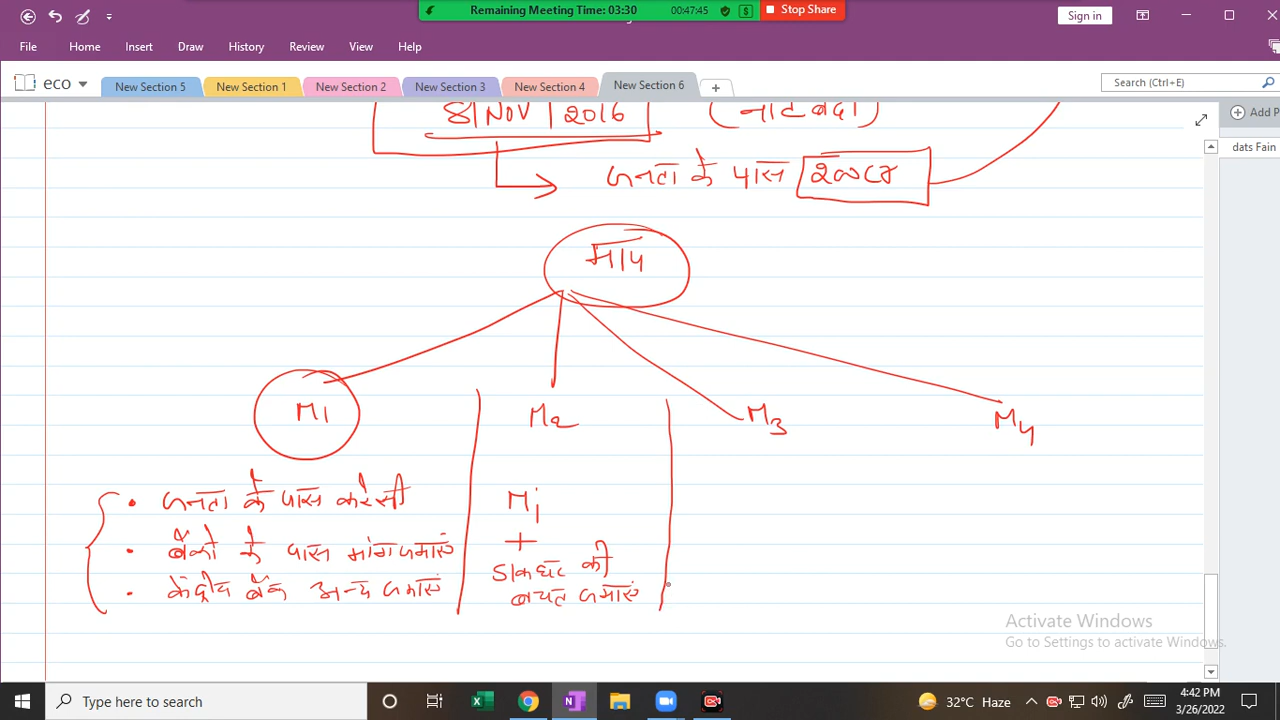 Remaining Meeting Time: 03:30 00:47:45 Stop Share
Sign in
File Home Insert Draw History Review View Help
eco New Section 5 New Section 1 New Section 2 New Section 3 New Section 4 New Section 6 Search (Ctrl+E)
Add P
dats Fain
8 | NOV | 2016 (नोटबंदी)
जनता के पास
माप
M1 M2 M3 M4
• जनता के पास करेंसी
• बैंकों के पास मांग जमाएं
• केंद्रीय बैंक अन्य जमाएं
M1
+
डाकघर की
बचत जमाएं
Activate Windows
Go to Settings to activate Windows.
Type here to search
32°C Haze
4:42 PM
3/26/2022